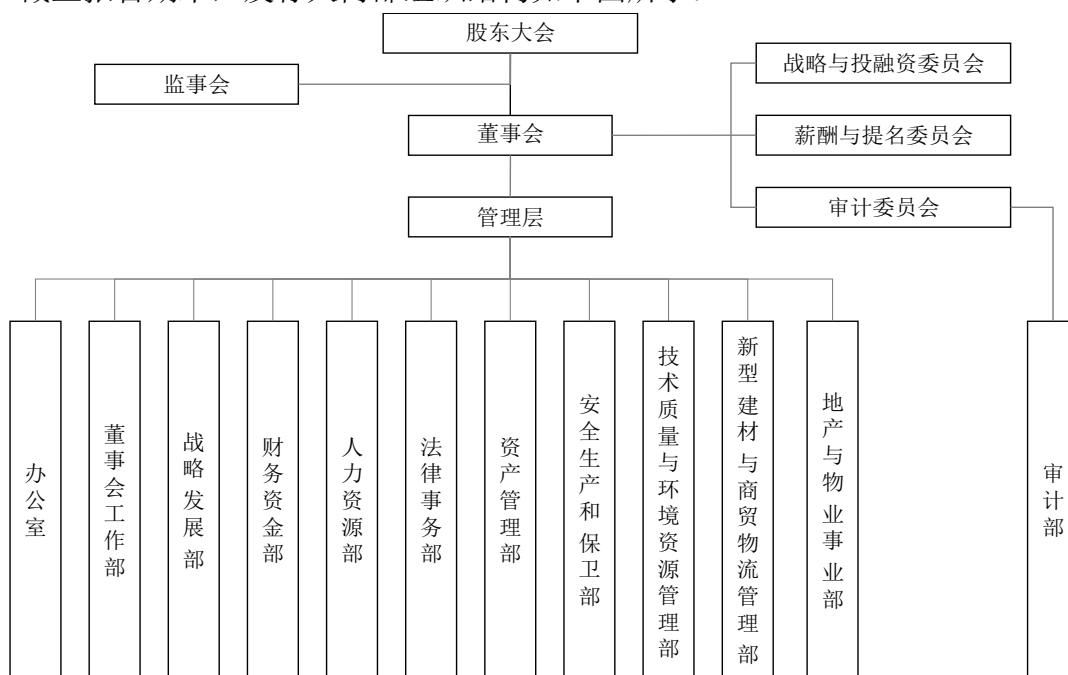 股东大会
监事会
战略与投融资委员会
董事会
薪酬与提名委员会
管理层
审计委员会
办公室
董事会工作部
战略发展部
财务资金部
人力资源部
法律事务部
资产管理部
安全生产和保卫部
技术质量与环境资源管理部
新型建材与商贸物流管理部
地产与物业事业部
审计部